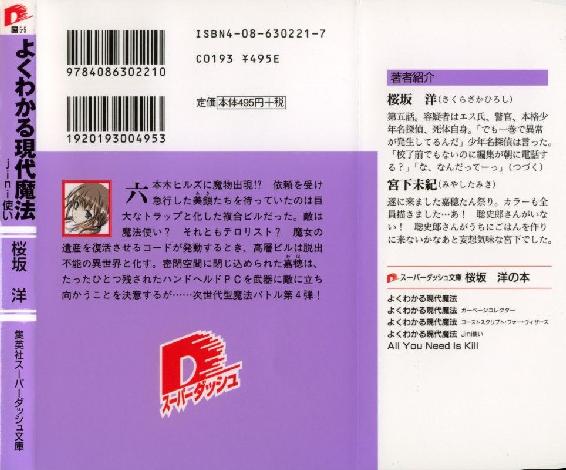 よくわかる現代魔法
jini使い
桜坂 洋
集英社スーパーダッシュ文庫
9784086302210
1920193004953
ISBN4-08-630221-7
C0193 ¥495E
定価 本体495円+税
六本木ヒルズに魔物出現!? 依頼を受け
急行した美鎖たちを待っていたのは巨
大なトラップと化した複合ビルだった。敵は
魔法使い? それともテロリスト? 魔女の
遺産を復活させるコードが発動するとき、高層ビルは脱出
不能の異世界と化す。密閉空間に閉じ込められた嘉穂は、
たったひとつ残されたハンドヘルドPCを武器に敵に立ち
向かうことを決意するが……次世代型魔法バトル第4弾!
スーパーダッシュ
著者紹介
桜坂 洋(さくらざかひろし)
第五話。容疑者はエス氏、警官、本格少
年名探偵、死体自身。「でも一巻で異常
が発生してるんだ」少年名探偵は言った。
「校了前でもないのに編集が朝に電話す
る?」「な、なんだってーっ」(つづく)
宮下未紀(みやしたみき)
遂に来ました嘉穂たん祭り。カラーも全
員描きました…あ! 聡史郎さんがいな
い! 聡史郎さんがうちにごはんを作り
に来ないかなあと妄想気味な宮下でした。
スーパーダッシュ文庫 桜坂 洋の本
よくわかる現代魔法
よくわかる現代魔法 ガーベージコレクター
よくわかる現代魔法 ゴーストスクリプト・フォー・ウィザーズ
よくわかる現代魔法 jini使い
All You Need Is Kill